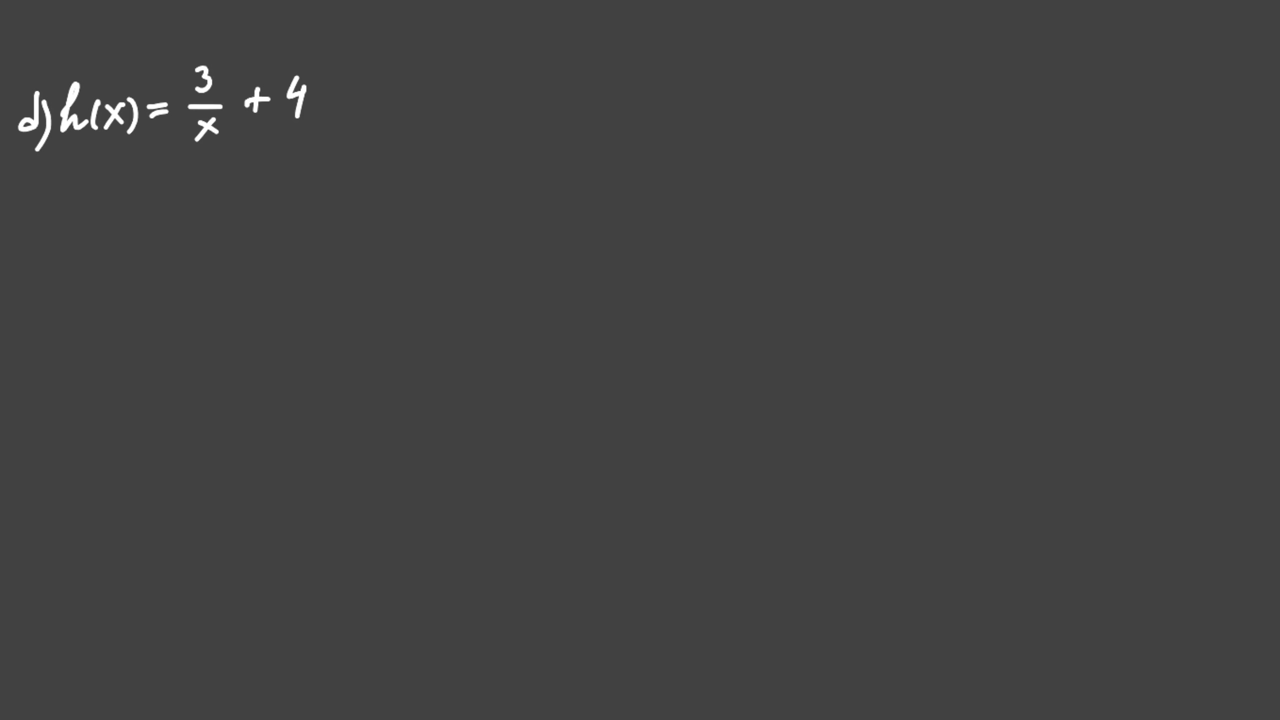 d) h(x) = 3/x + 4